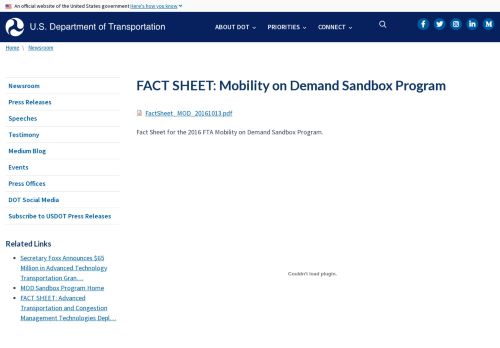 An official website of the United States government Here's how you know
U.S. Department of Transportation
ABOUT DOT
PRIORITIES
CONNECT
Home \ Newsroom
Newsroom
Press Releases
Speeches
Testimony
Medium Blog
Events
Press Offices
DOT Social Media
Subscribe to USDOT Press Releases
Related Links
Secretary Foxx Announces $65
Million in Advanced Technology
Transportation Gran…
MOD Sandbox Program Home
FACT SHEET: Advanced
Transportation and Congestion
Management Technologies Depl…
FACT SHEET: Mobility on Demand Sandbox Program
FactSheet_MOD_20161013.pdf
Fact Sheet for the 2016 FTA Mobility on Demand Sandbox Program.
Couldn't load plugin.